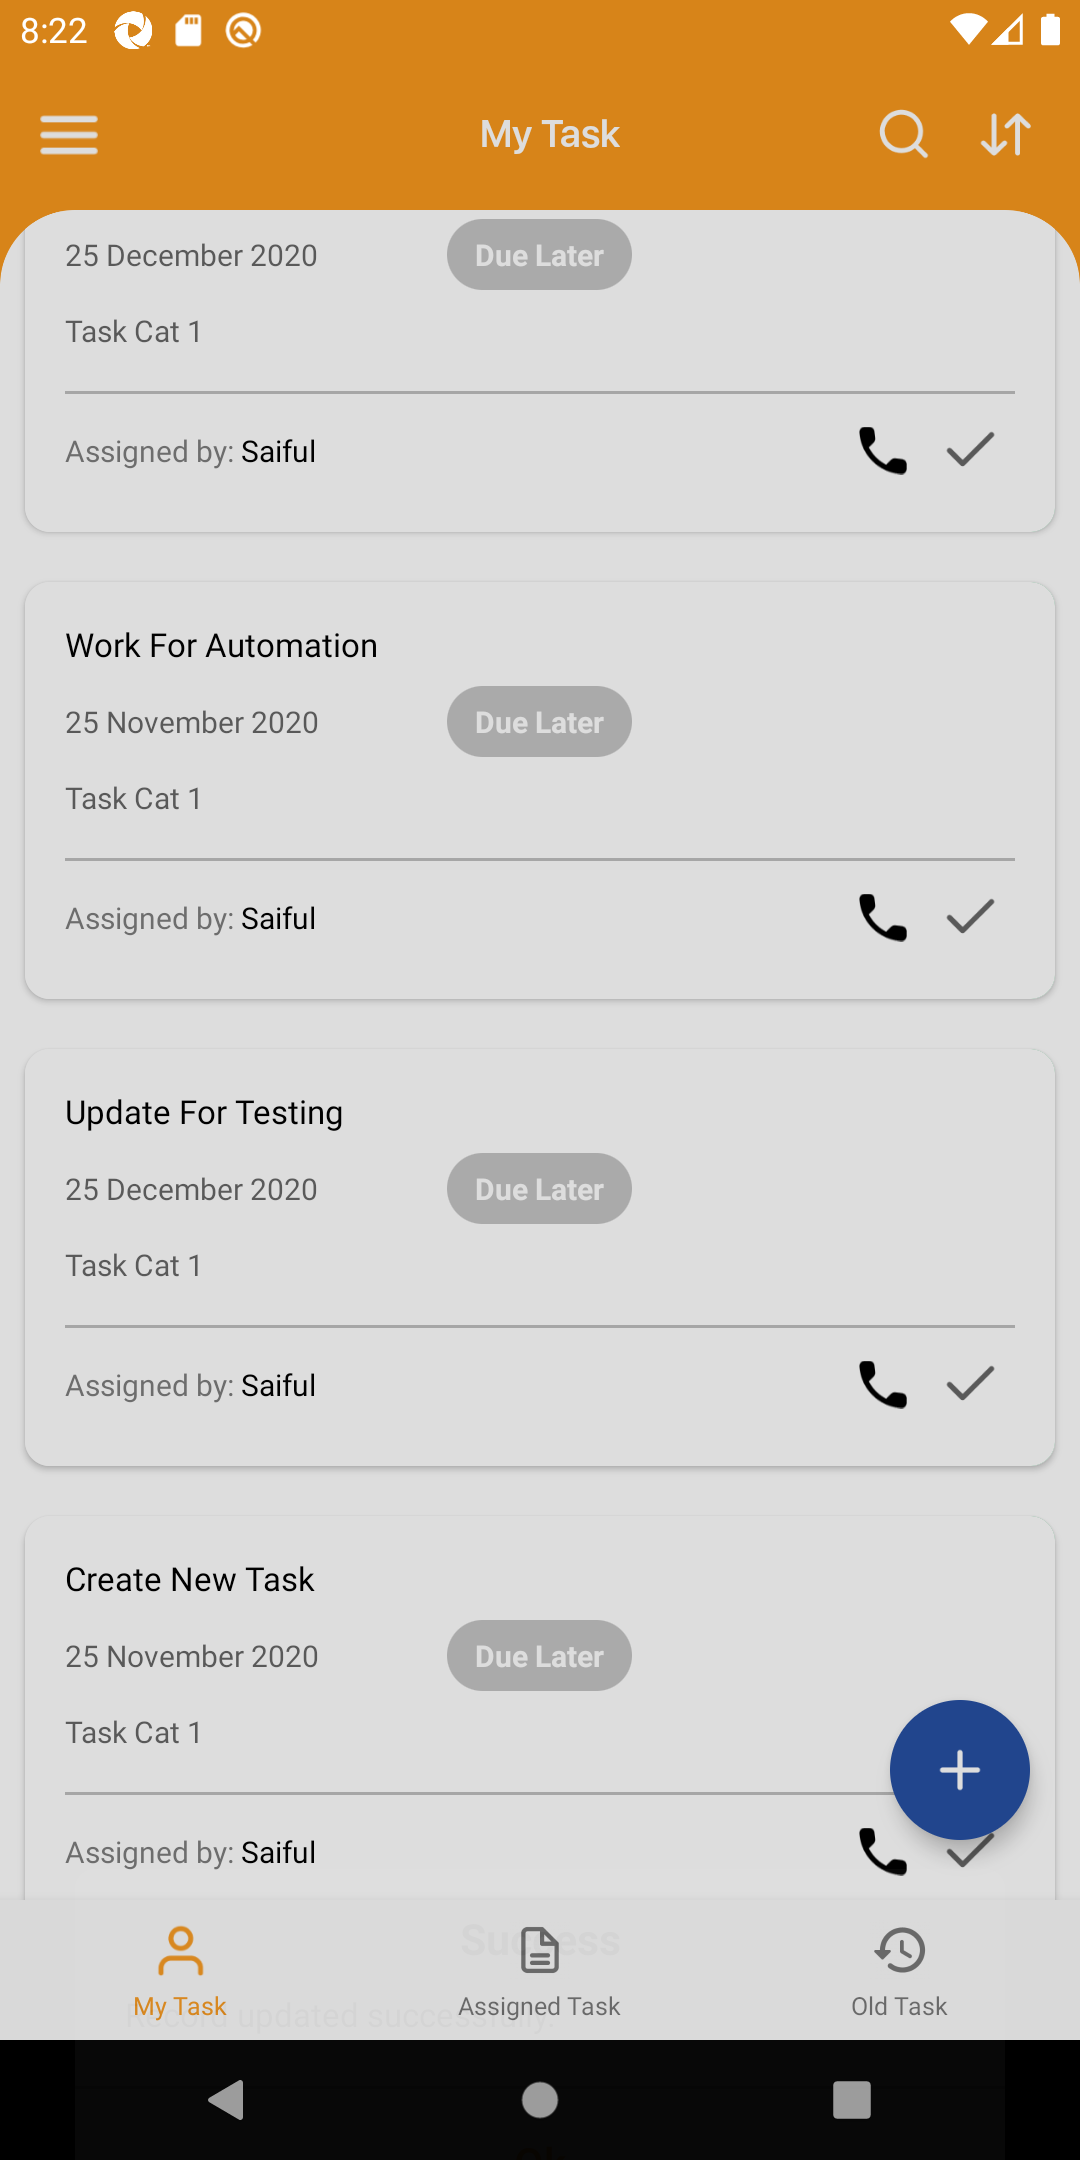 8:22
My Task
25 December 2020 Due Later
Task Cat 1
Assigned by: Saiful
Work For Automation
25 November 2020 Due Later
Task Cat 1
Assigned by: Saiful
Update For Testing
25 December 2020 Due Later
Task Cat 1
Assigned by: Saiful
Create New Task
25 November 2020 Due Later
Task Cat 1
Assigned by: Saiful
Success
Record updated successfully.
My Task Assigned Task Old Task